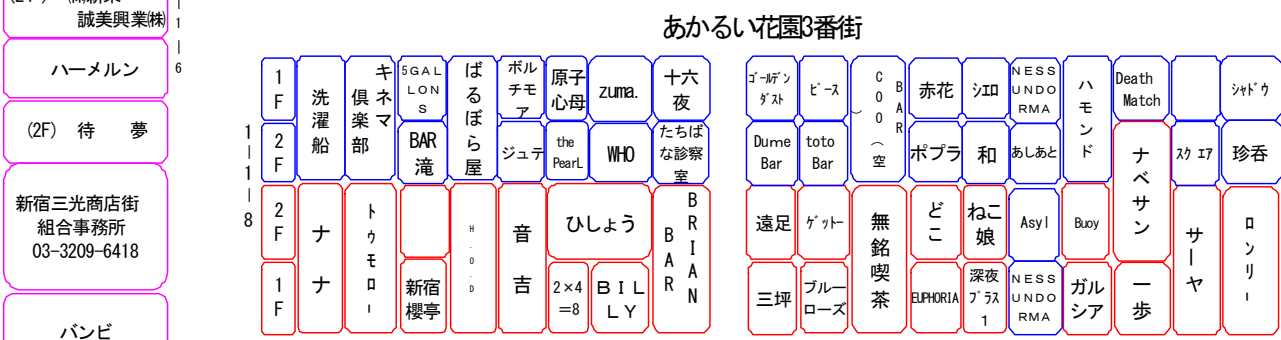 誠美興業㈱
ハーメルン
(2F) 待 夢
新宿三光商店街
組合事務所
03-3209-6418
バンビ
1|6
1|1|8
あかるい花園3番街
1F
洗濯船
キネマ倶楽部
5GALLONS
ばるぼら屋
ボルチモア
原子心母
zuma.
十六夜
ゴールデンダスト
ピース
BAR COO (空)
赤花
シエロ
NESSUNDORMA
ハモンド
Death Match
シャドウ
2F
BAR滝
ジュテ
the PearL
WHO
たちばな診察室
Dume Bar
toto Bar
ポプラ
和
あしあと
ナベサン
スクエア
珍呑
2F
ナナ
トゥモロー
H.O.D
音吉
ひしょう
BRIAN BAR
遠足
ゲットー
無銘喫茶
どこ
ねこ娘
Asyl
Buoy
サーヤ
ロンリー
1F
新宿櫻亭
2×4=8
BILLY
三坪
ブルーローズ
EUPHORIA
深夜プラス1
NESSUNDORMA
ガルシア
一歩